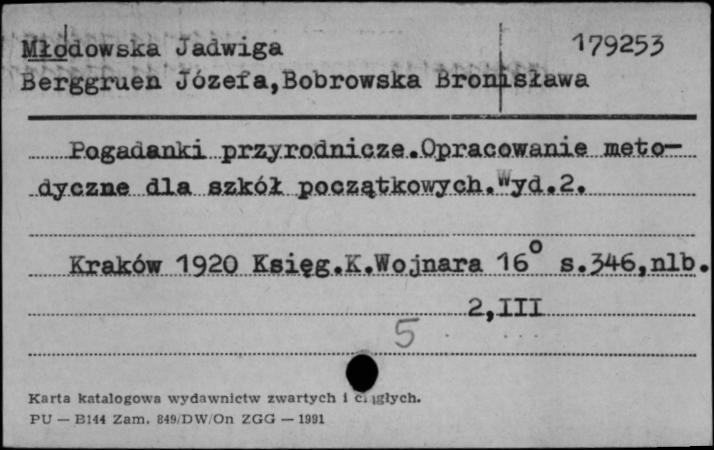 Młodowska Jadwiga 179253
Berggruen Józefa,Bobrowska Bronisława
Pogadanki przyrodnicze.Opracowanie meto-
dyczne dla szkół początkowych.Wyd.2.
Kraków 1920 Księg.K.Wojnara 16° s.346,nlb.
2,III
5
Karta katalogowa wydawnictw zwartych i ciągłych.
PU — B144 Zam. 849/DW/On ZGG — 1991